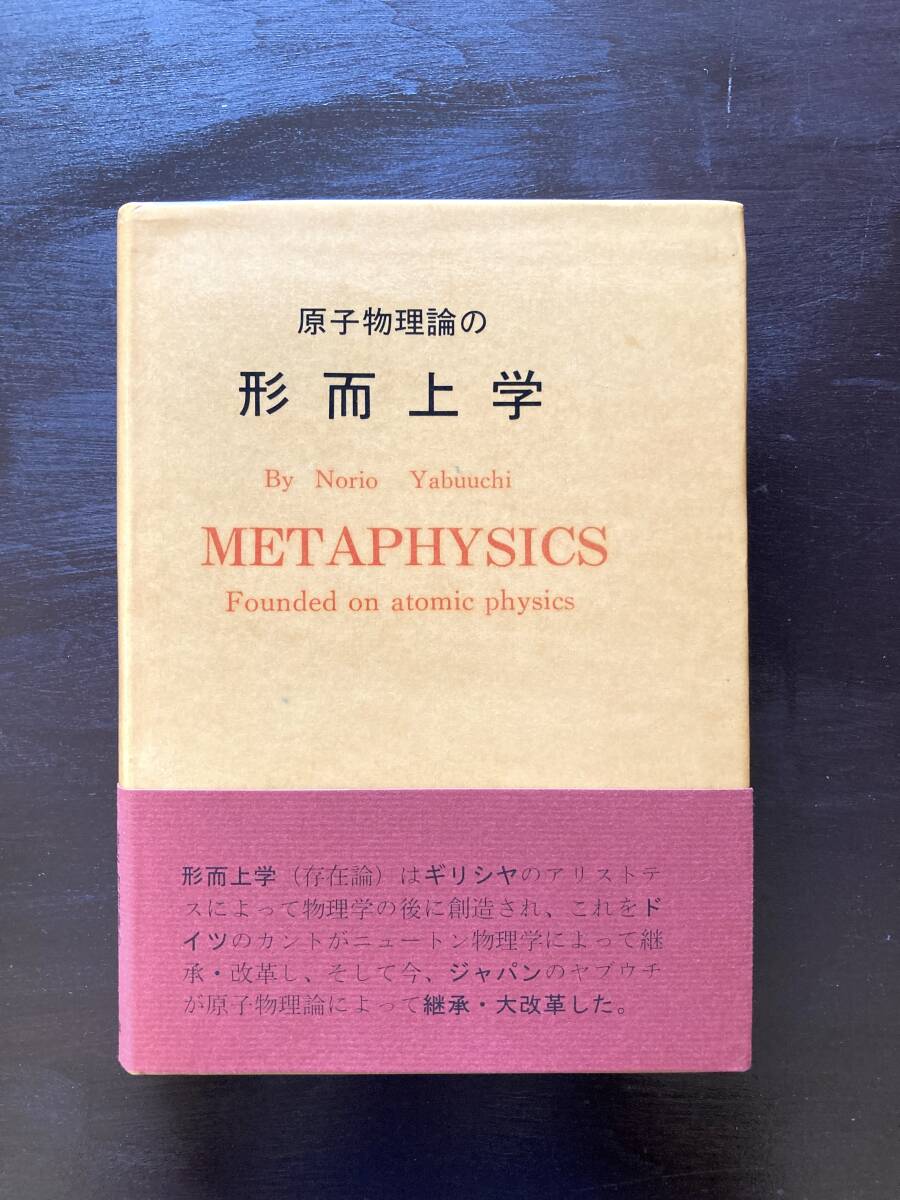 原子物理論の
形而上学
By Norio Yabuuchi
METAPHYSICS
Founded on atomic physics
形而上学（存在論）はギリシヤのアリストテ
スによって物理学の後に創造され、これをド
イツのカントがニュートン物理学によって継
承・改革し、そして今、ジャパンのヤブウチ
が原子物理論によって継承・大改革した。